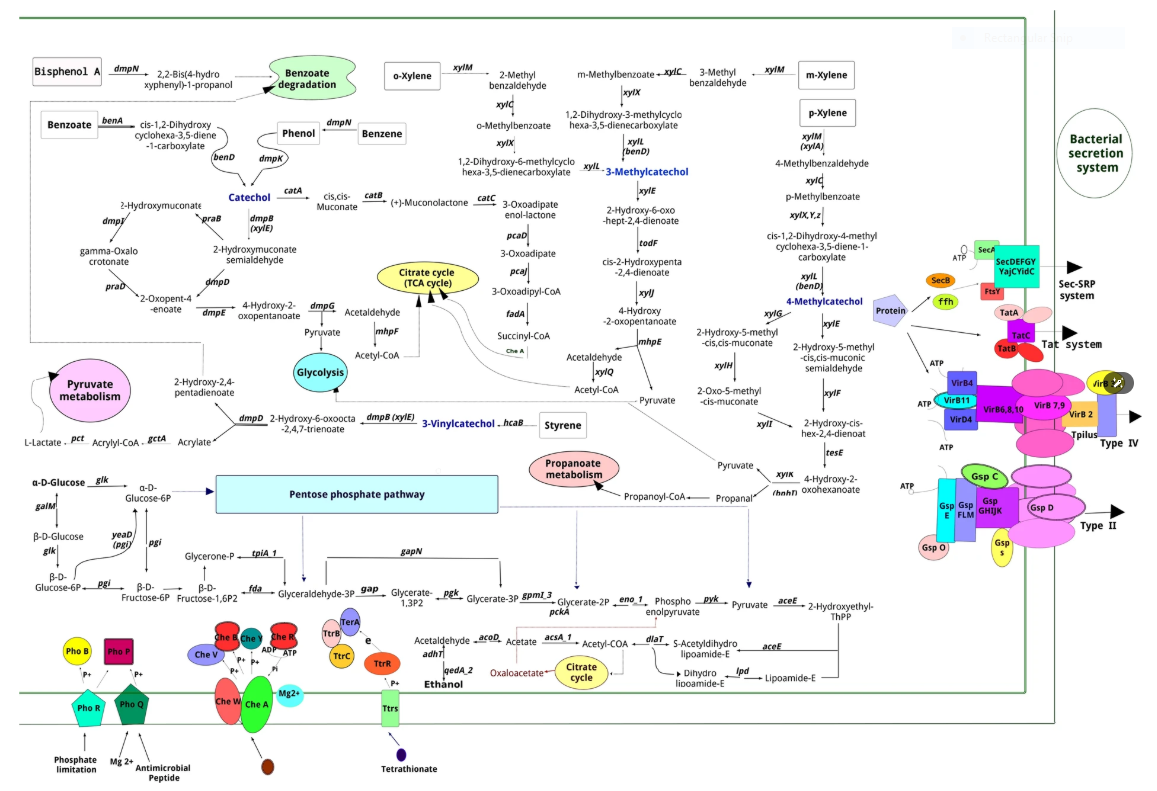 Bisphenol A
dmpN
2,2-Bis(4-hydro
xyphenyl)-1-propanol
Benzoate
degradation
o-Xylene
xylM
2-Methyl
benzaldehyde
xylC
o-Methylbenzoate
xylX
1,2-Dihydroxy-6-methylcyclo
hexa-3,5-dienecarboxylate
xylL
m-Methylbenzoate
xylC
3-Methyl
benzaldehyde
xylM
m-Xylene
xylX
1,2-Dihydroxy-3-methylcyclo
hexa-3,5-dienecarboxylate
xylL
(benD)
3-Methylcatechol
p-Xylene
xylM
(xylA)
4-Methylbenzaldehyde
xylC
p-Methylbenzoate
xylX,Y,z
cis-1,2-Dihydroxy-4-methyl
cyclohexa-3,5-diene-1-
carboxylate
xylL
(benD)
4-Methylcatechol
Bacterial
secretion
system
Benzoate
benA
cis-1,2-Dihydroxy
cyclohexa-3,5-diene
-1-carboxylate
benD
Phenol
dmpN
Benzene
dmpK
Catechol
catA
cis,cis-
Muconate
catB
(+)-Muconolactone
catC
3-Oxoadipate
enol-lactone
pcaD
3-Oxoadipate
pcaJ
3-Oxoadipyl-CoA
fadA
Succinyl-CoA
Che A
2-Hydroxymuconate
dmpI
praB
dmpB
(xylE)
gamma-Oxalo
crotonate
2-Hydroxymuconate
semialdehyde
praD
dmpD
2-Oxopent-4
-enoate
dmpE
4-Hydroxy-2-
oxopentanoate
dmpG
Pyruvate
Acetaldehyde
mhpF
Acetyl-CoA
Glycolysis
Citrate cycle
(TCA cycle)
xylE
2-Hydroxy-6-oxo
-hept-2,4-dienoate
todF
cis-2-Hydroxypenta
-2,4-dienoate
xylJ
4-Hydroxy
-2-oxopentanoate
mhpE
Acetaldehyde
xylQ
Acetyl-CoA
Pyruvate
xylG
xylE
2-Hydroxy-5-methyl
-cis,cis-muconate
2-Hydroxy-5-methyl
-cis,cis-muconic
semialdehyde
xylH
xylF
2-Oxo-5-methyl
-cis-muconate
xylI
2-Hydroxy-cis-
hex-2,4-dienoat
tesE
4-Hydroxy-2-
oxohexanoate
xylK
(bphI)
Pyruvate
Propanal
Propanoyl-CoA
Propanoate
metabolism
Pyruvate
metabolism
2-Hydroxy-2,4-
pentadienoate
L-Lactate
pct
Acrylyl-CoA
gctA
Acrylate
dmpD
2-Hydroxy-6-oxoocta
-2,4,7-trienoate
dmpB (xylE)
3-Vinylcatechol
hcaB
Styrene
Protein
SecA
ATP
SecDEFGY
YajCYidC
SecB
ffh
FtsY
Sec-SRP
system
TatA
TatC
TatB
Tat system
ATP
VirB4
VirB11
ATP
VirD4
VirB6,8,10
VirB 7,9
VirB 2
Tpilus
Type IV
ATP
ATP
Gsp C
Gsp
E
Gsp
FLM
Gsp
GHIJK
Gsp D
Gsp O
Gsp
s
Type II
α-D-Glucose
glk
α-D-
Glucose-6P
Pentose phosphate pathway
galM
β-D-Glucose
yeaD
(pgi)
pgi
glk
β-D-
Glucose-6P
pgi
β-D-
Fructose-6P
β-D-
Fructose-1,6P2
Glycerone-P
tpiA_1
fda
Glyceraldehyde-3P
gapN
gap
Glycerate-
1,3P2
pgk
Glycerate-3P
gpmI_3
pckA
Glycerate-2P
eno_1
Phospho
enolpyruvate
pyk
Pyruvate
aceE
2-Hydroxyethyl-
ThPP
Acetaldehyde
acoD
Acetate
acsA_1
Acetyl-COA
dlaT
S-Acetyldihydro
lipoamide-E
aceE
adhT
qedA_2
Ethanol
Oxaloacetate
Citrate
cycle
Dihydro
lipoamide-E
lpd
Lipoamide-E
Pho B
Pho P
P+
P+
Pho R
Pho Q
Phosphate
limitation
Mg 2+
Antimicrobial
Peptide
Che B
Che Y
Che R
Che V
ADP
ATP
P+
P+
P+
Pi
Che W
Che A
Mg2+
TerA
TtrB
TtrC
e
TtrR
P+
Ttrs
Tetrathionate